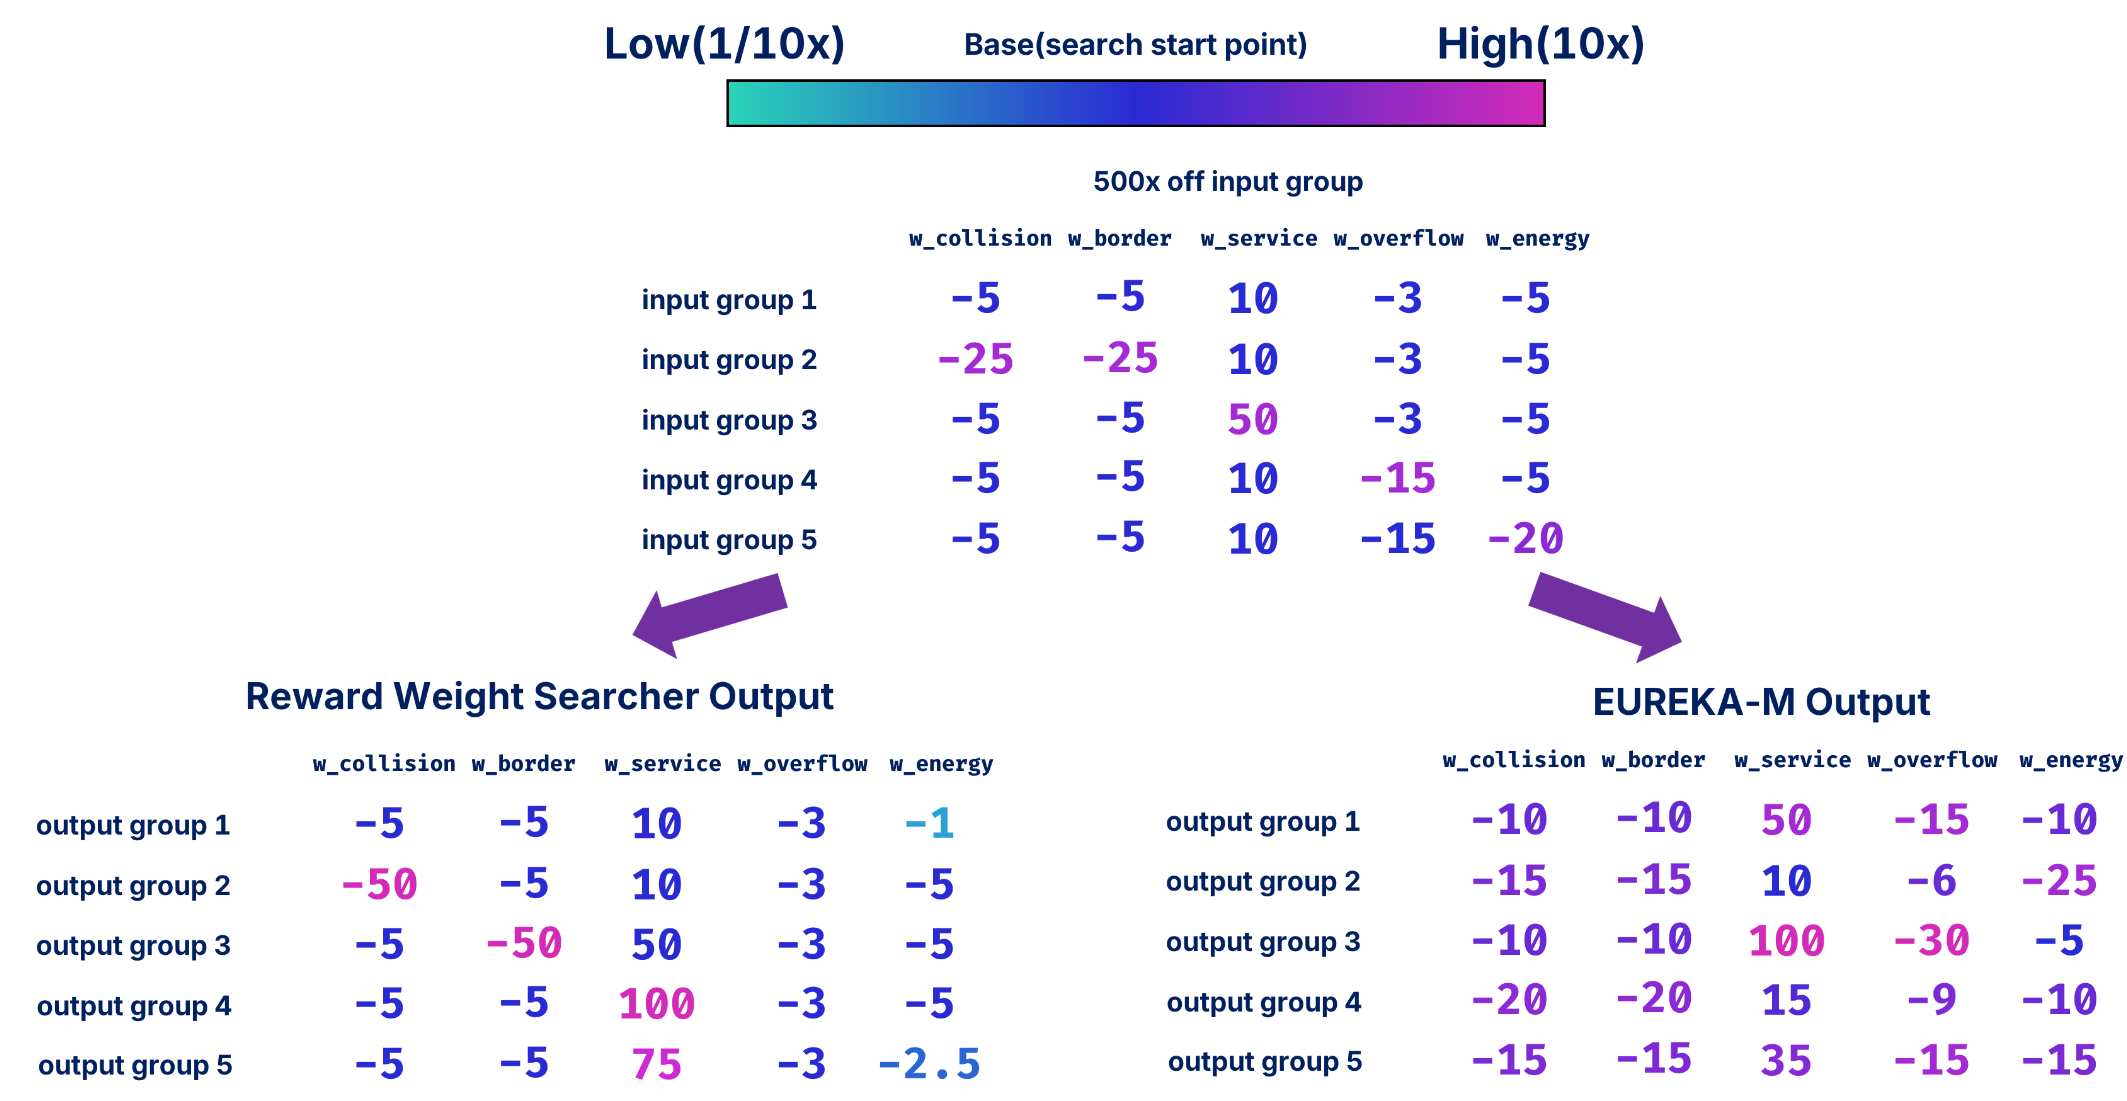 Low(1/10x) Base(search start point) High(10x)
500x off input group
w_collision w_border w_service w_overflow w_energy
input group 1 -5 -5 10 -3 -5
input group 2 -25 -25 10 -3 -5
input group 3 -5 -5 50 -3 -5
input group 4 -5 -5 10 -15 -5
input group 5 -5 -5 10 -15 -20
Reward Weight Searcher Output
w_collision w_border w_service w_overflow w_energy
output group 1 -5 -5 10 -3 -1
output group 2 -50 -5 10 -3 -5
output group 3 -5 -50 50 -3 -5
output group 4 -5 -5 100 -3 -5
output group 5 -5 -5 75 -3 -2.5
EUREKA-M Output
w_collision w_border w_service w_overflow w_energy
output group 1 -10 -10 50 -15 -10
output group 2 -15 -15 10 -6 -25
output group 3 -10 -10 100 -30 -5
output group 4 -20 -20 15 -9 -10
output group 5 -15 -15 35 -15 -15